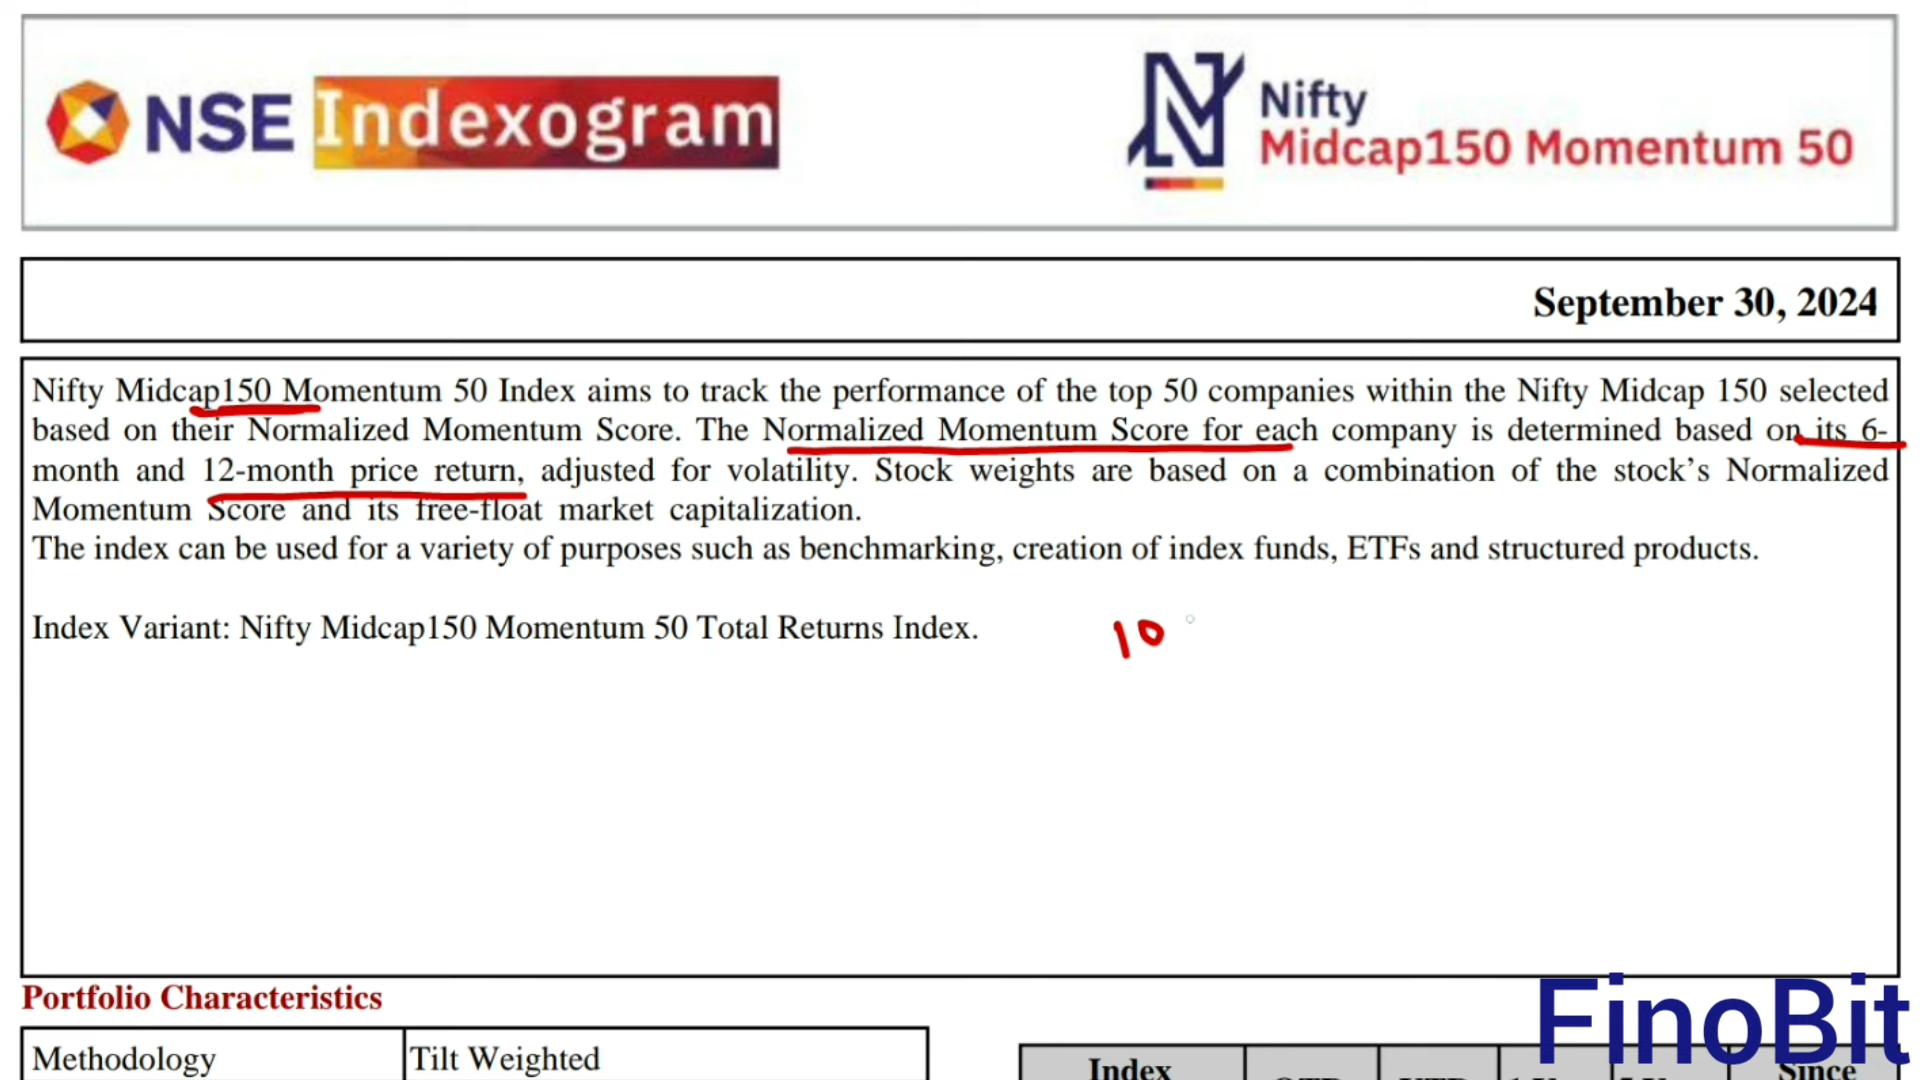 NSE Indexogram
Nifty
Midcap150 Momentum 50
September 30, 2024
Nifty Midcap150 Momentum 50 Index aims to track the performance of the top 50 companies within the Nifty Midcap 150 selected
based on their Normalized Momentum Score. The Normalized Momentum Score for each company is determined based on its 6-
month and 12-month price return, adjusted for volatility. Stock weights are based on a combination of the stock’s Normalized
Momentum Score and its free-float market capitalization.
The index can be used for a variety of purposes such as benchmarking, creation of index funds, ETFs and structured products.
Index Variant: Nifty Midcap150 Momentum 50 Total Returns Index.
10
Portfolio Characteristics
FinoBit
Methodology Tilt Weighted
Index Since